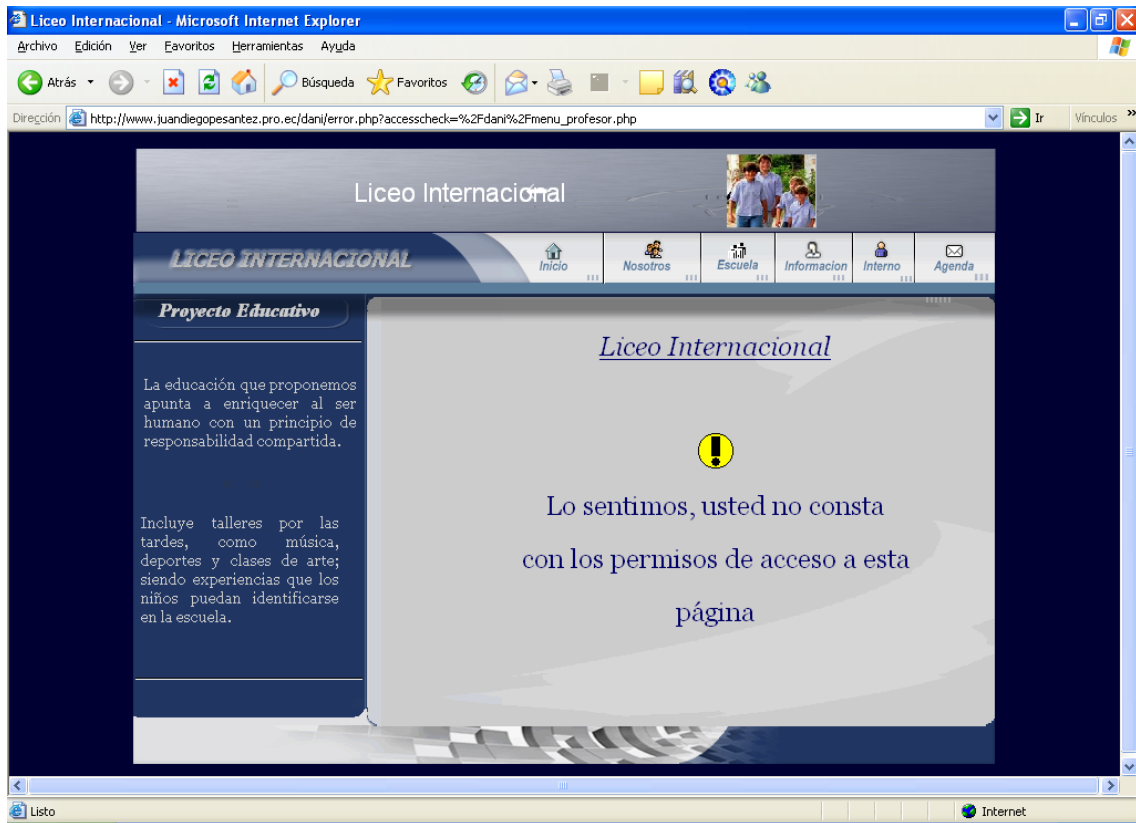 Liceo Internacional - Microsoft Internet Explorer
Archivo Edición Ver Favoritos Herramientas Ayuda
Atrás Búsqueda Favoritos
Dirección http://www.juandiegopesantez.pro.ec/dani/error.php?accesscheck=%2Fdani%2Fmenu_profesor.php Ir Vínculos »
Liceo Internacional
LICEO INTERNACIONAL
Inicio Nosotros Escuela Informacion Interno Agenda
Proyecto Educativo
La educación que proponemos
apunta a enriquecer al ser
humano con un principio de
responsabilidad compartida.
Incluye talleres por las
tardes, como música,
deportes y clases de arte;
siendo experiencias que los
niños puedan identificarse
en la escuela.
Liceo Internacional
Lo sentimos, usted no consta
con los permisos de acceso a esta
página
Listo Internet